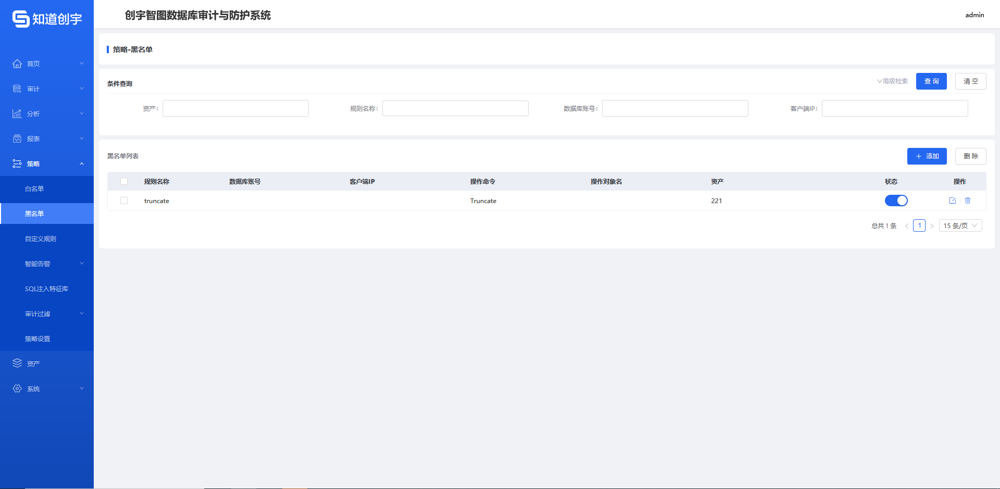 知道创宇
创宇智图数据库审计与防护系统
admin
首页
审计
分析
报表
策略
白名单
黑名单
自定义规则
智能告警
SQL注入特征库
审计过滤
策略设置
资产
系统
策略-黑名单
条件查询
高级检索
查 询
清 空
资产：
规则名称：
数据库账号：
客户端IP：
黑名单列表
+ 添加
删 除
规则名称 数据库账号 客户端IP 操作命令 操作对象名 资产 状态 操作
truncate Truncate 221
总共 1 条 < 1 > 15 条/页